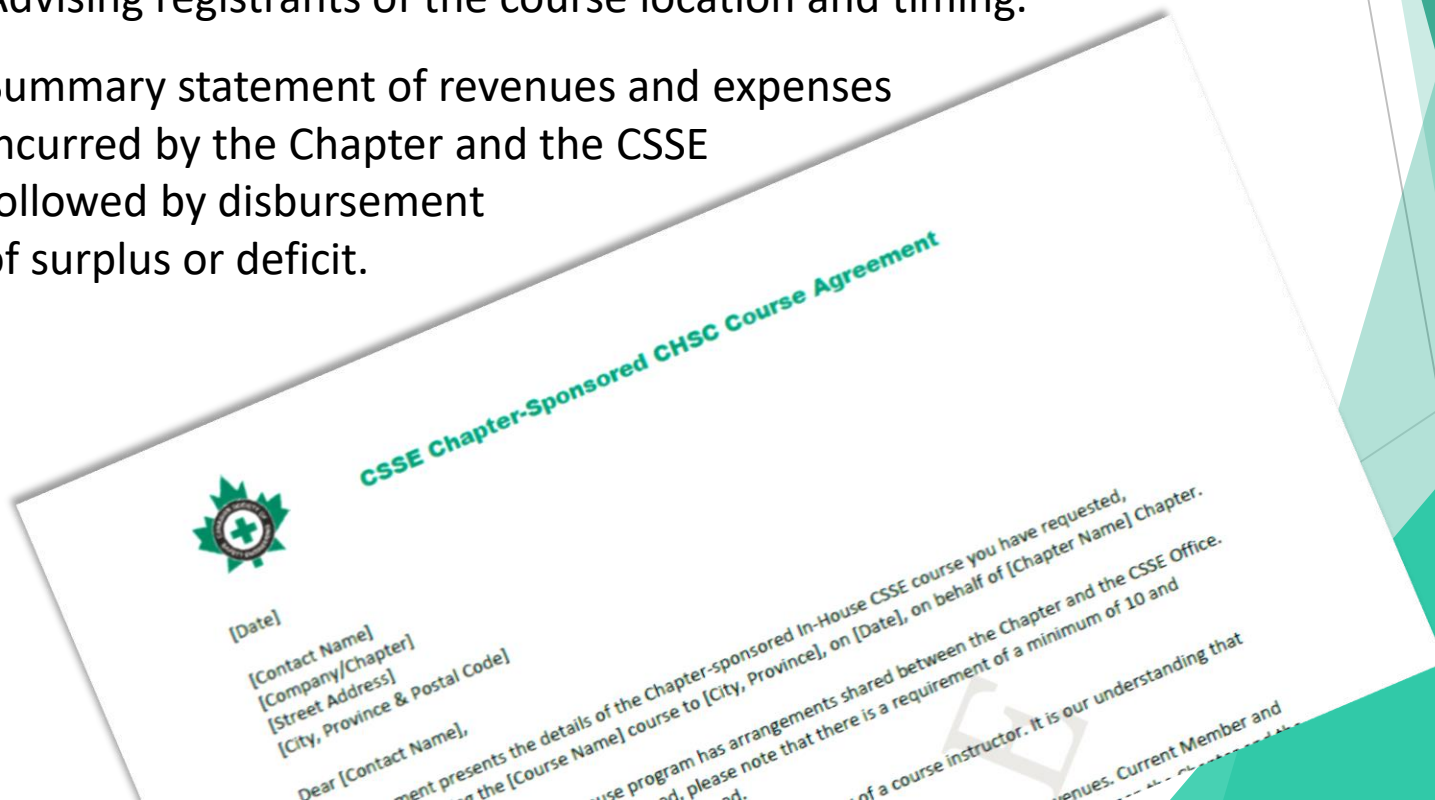 Advising registrants of the course location and timing.
Summary statement of revenues and expenses
incurred by the Chapter and the CSSE
followed by disbursement
of surplus or deficit.
CSSE Chapter-Sponsored CHSC Course Agreement
[Date]
[Contact Name]
[Company/Chapter]
[Street Address]
[City, Province & Postal Code]
Dear [Contact Name],
presents the details of the Chapter-sponsored In-House CSSE course you have requested,
the [Course Name] course to [City, Province], on [Date], on behalf of [Chapter Name] Chapter.
program has arrangements shared between the Chapter and the CSSE Office.
please note that there is a requirement of a minimum of 10 and
of a course instructor. It is our understanding that
Current Member and
E